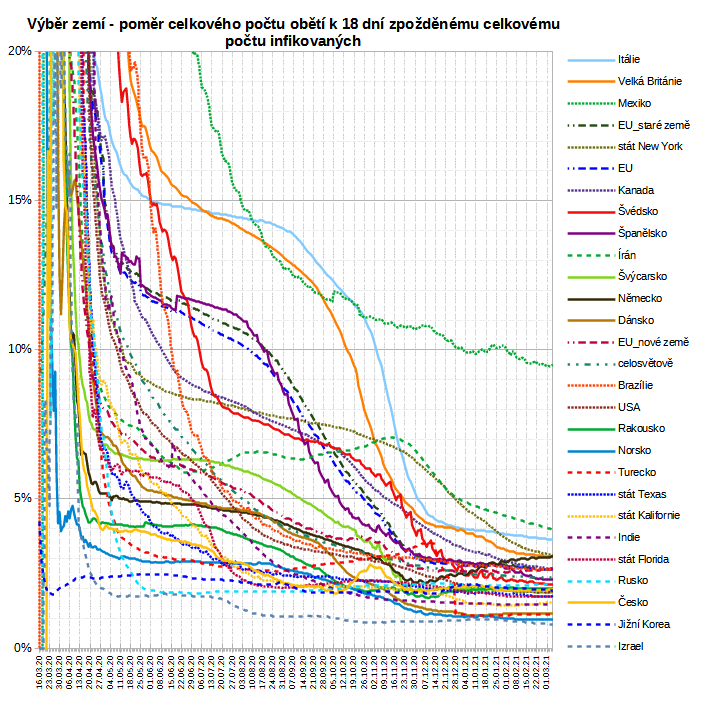 Výběr zemí - poměr celkového počtu obětí k 18 dní zpožděnému celkovému
počtu infikovaných
20%
15%
10%
5%
0%
16.03.20
23.03.20
30.03.20
06.04.20
13.04.20
20.04.20
27.04.20
04.05.20
11.05.20
18.05.20
25.05.20
01.06.20
08.06.20
15.06.20
22.06.20
29.06.20
06.07.20
13.07.20
20.07.20
27.07.20
03.08.20
10.08.20
17.08.20
24.08.20
31.08.20
07.09.20
14.09.20
21.09.20
28.09.20
05.10.20
12.10.20
19.10.20
26.10.20
02.11.20
09.11.20
16.11.20
23.11.20
30.11.20
07.12.20
14.12.20
21.12.20
28.12.20
04.01.21
11.01.21
18.01.21
25.01.21
01.02.21
08.02.21
15.02.21
22.02.21
01.03.21
Itálie
Velká Británie
Mexiko
EU_staré země
stát New York
EU
Kanada
Švédsko
Španělsko
Írán
Švýcarsko
Německo
Dánsko
EU_nové země
celosvětově
Brazílie
USA
Rakousko
Norsko
Turecko
stát Texas
stát Kalifornie
Indie
stát Florida
Rusko
Česko
Jižní Korea
Izrael